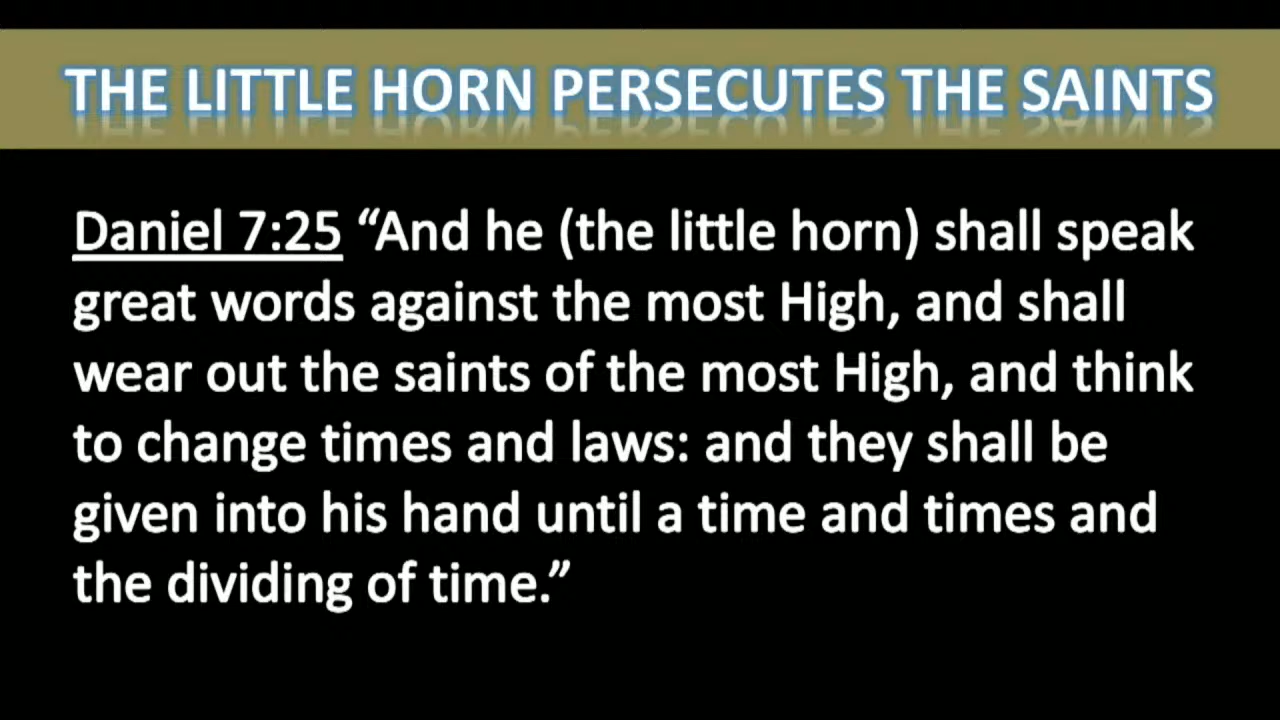 THE LITTLE HORN PERSECUTES THE SAINTS
Daniel 7:25 “And he (the little horn) shall speak
great words against the most High, and shall
wear out the saints of the most High, and think
to change times and laws: and they shall be
given into his hand until a time and times and
the dividing of time.”